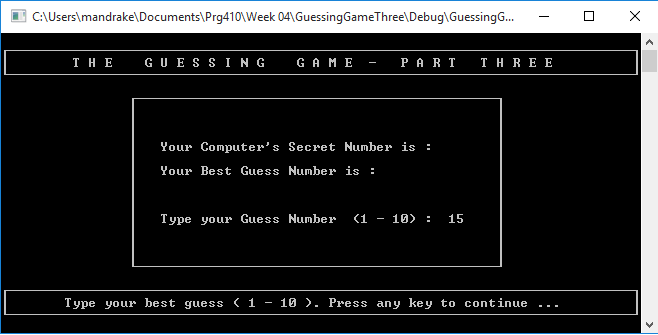 C:\Users\mandrake\Documents\Prg410\Week 04\GuessingGameThree\Debug\GuessingG...
T H E   G U E S S I N G   G A M E -   P A R T   T H R E E
Your Computer's Secret Number is :
Your Best Guess Number is :
Type your Guess Number  (1 - 10) :  15
Type your best guess ( 1 - 10 ). Press any key to continue ...